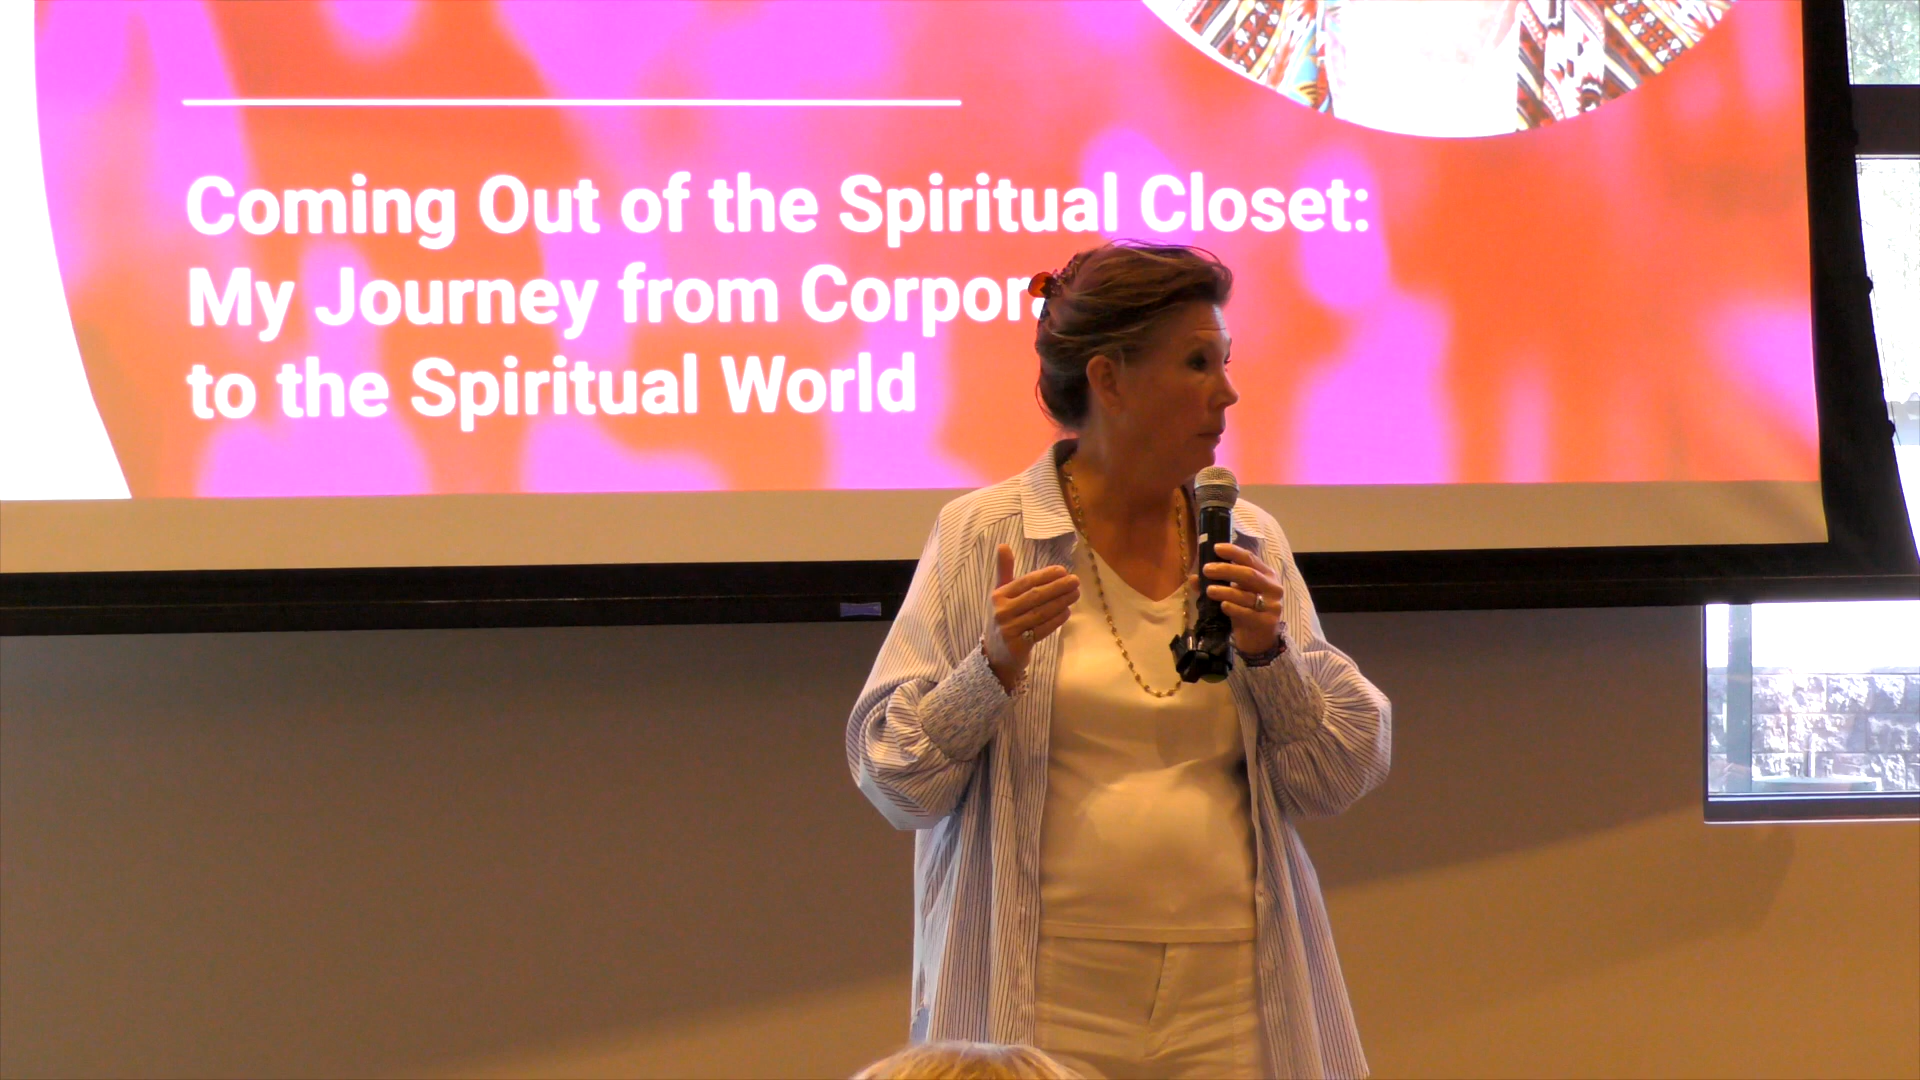 Coming Out of the Spiritual Closet:
My Journey from Corpor
to the Spiritual World